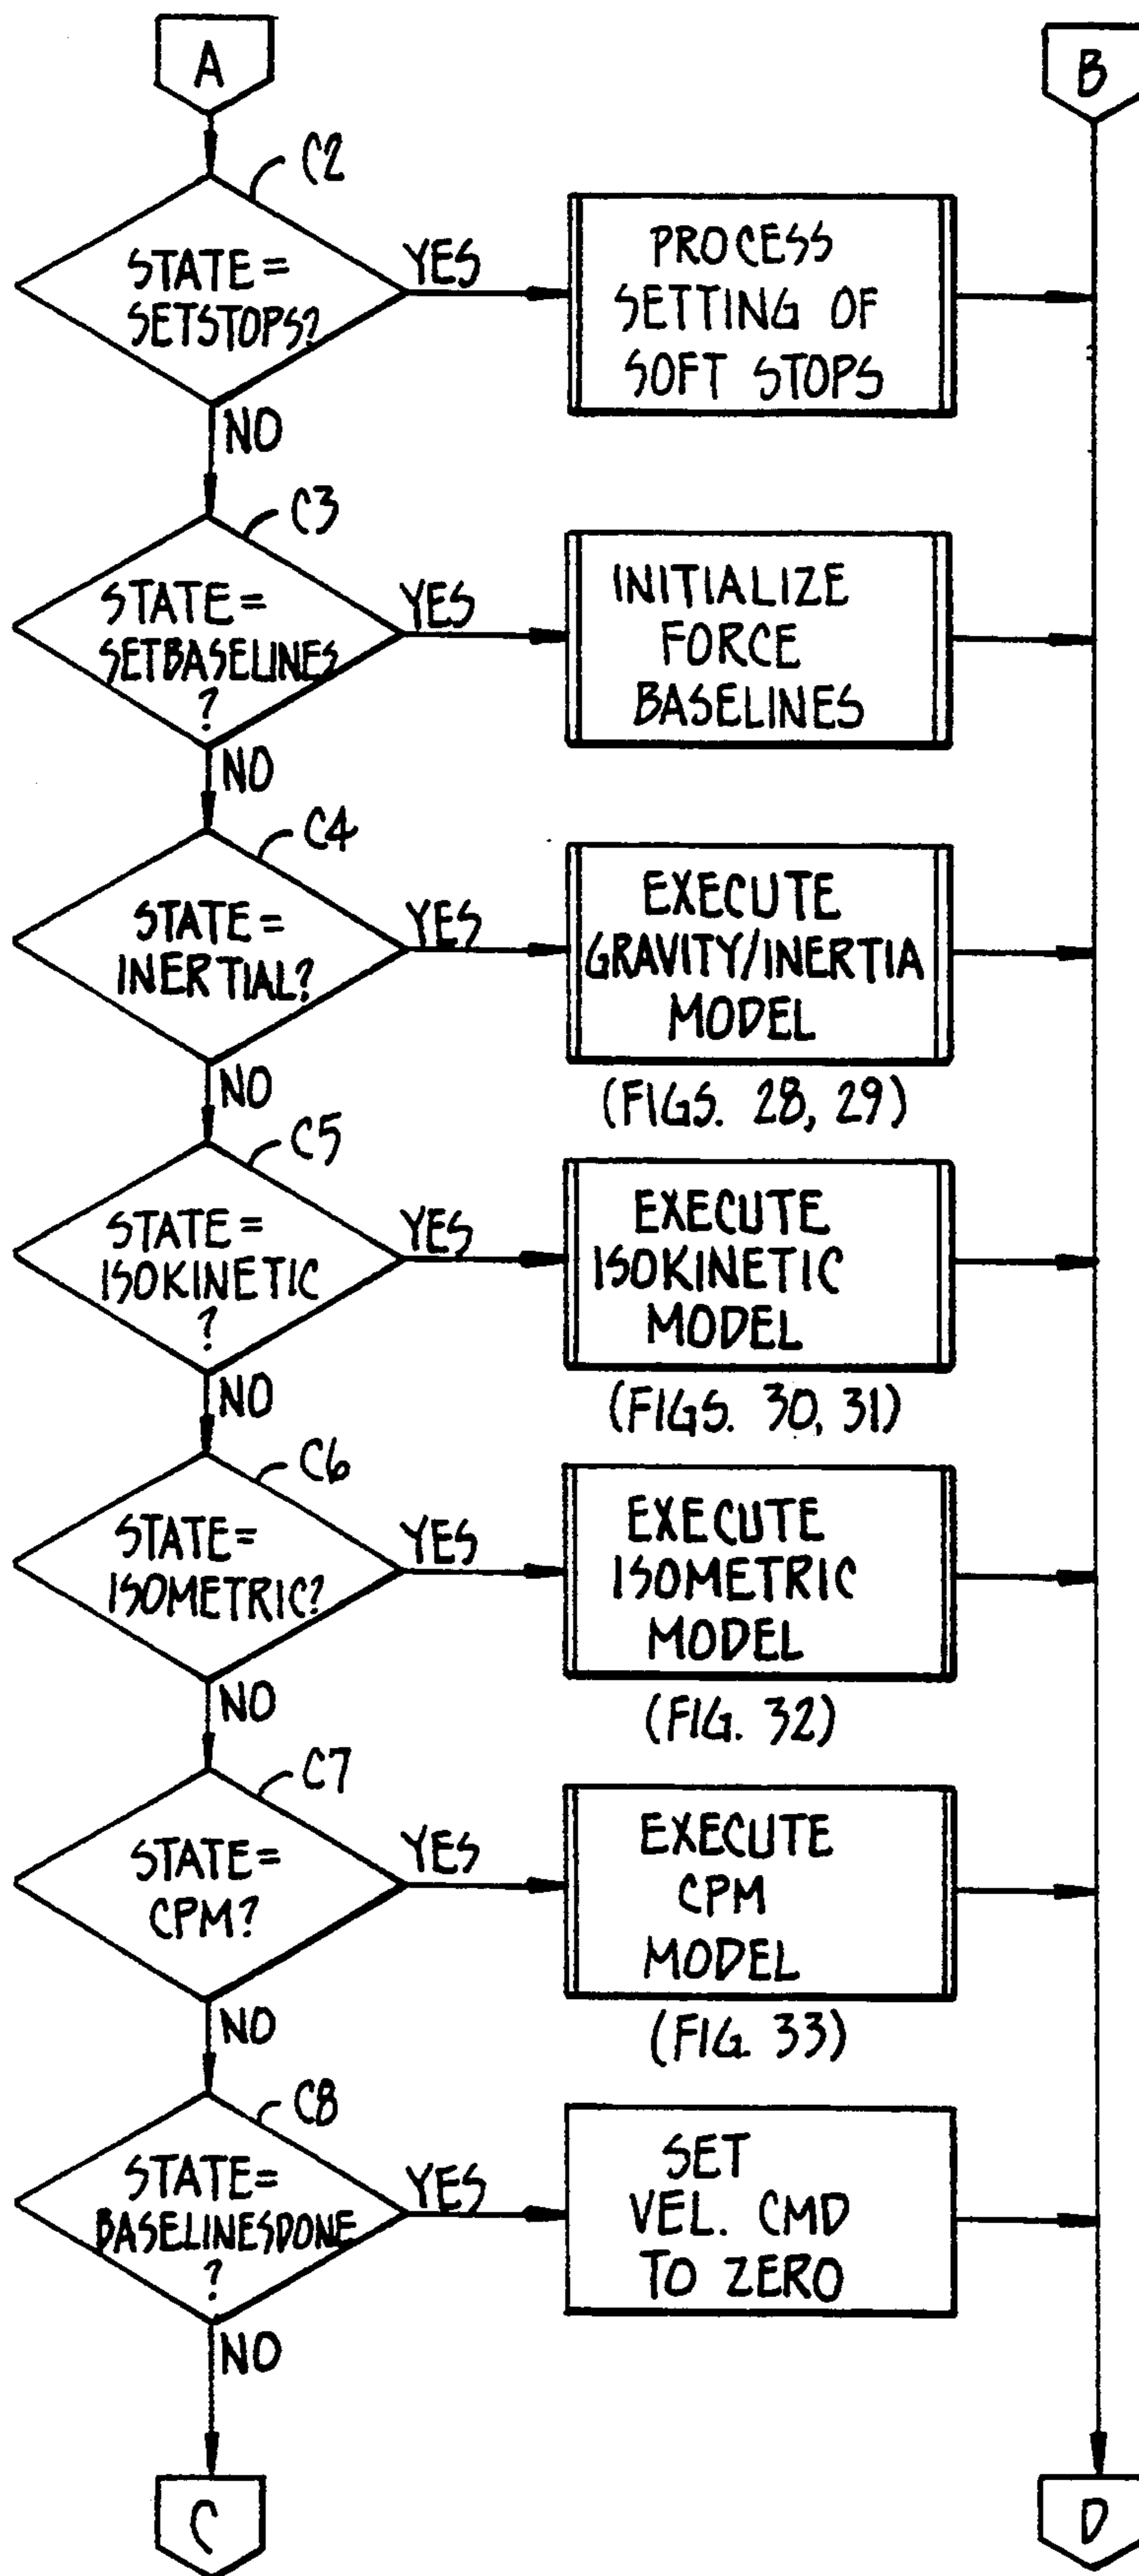 A
B
C2
STATE =
SETSTOPS?
YES
PROCESS
SETTING OF
SOFT STOPS
NO
C3
STATE =
SETBASELINES
?
YES
INITIALIZE
FORCE
BASELINES
NO
C4
STATE =
INERTIAL?
YES
EXECUTE
GRAVITY/INERTIA
MODEL
(FIGS. 28, 29)
NO
C5
STATE =
ISOKINETIC
?
YES
EXECUTE
ISOKINETIC
MODEL
(FIGS. 30, 31)
NO
C6
STATE =
ISOMETRIC?
YES
EXECUTE
ISOMETRIC
MODEL
(FIG. 32)
NO
C7
STATE =
CPM?
YES
EXECUTE
CPM
MODEL
(FIG. 33)
NO
C8
STATE =
BASELINESDONE
?
YES
SET
VEL. CMD
TO ZERO
NO
C
D